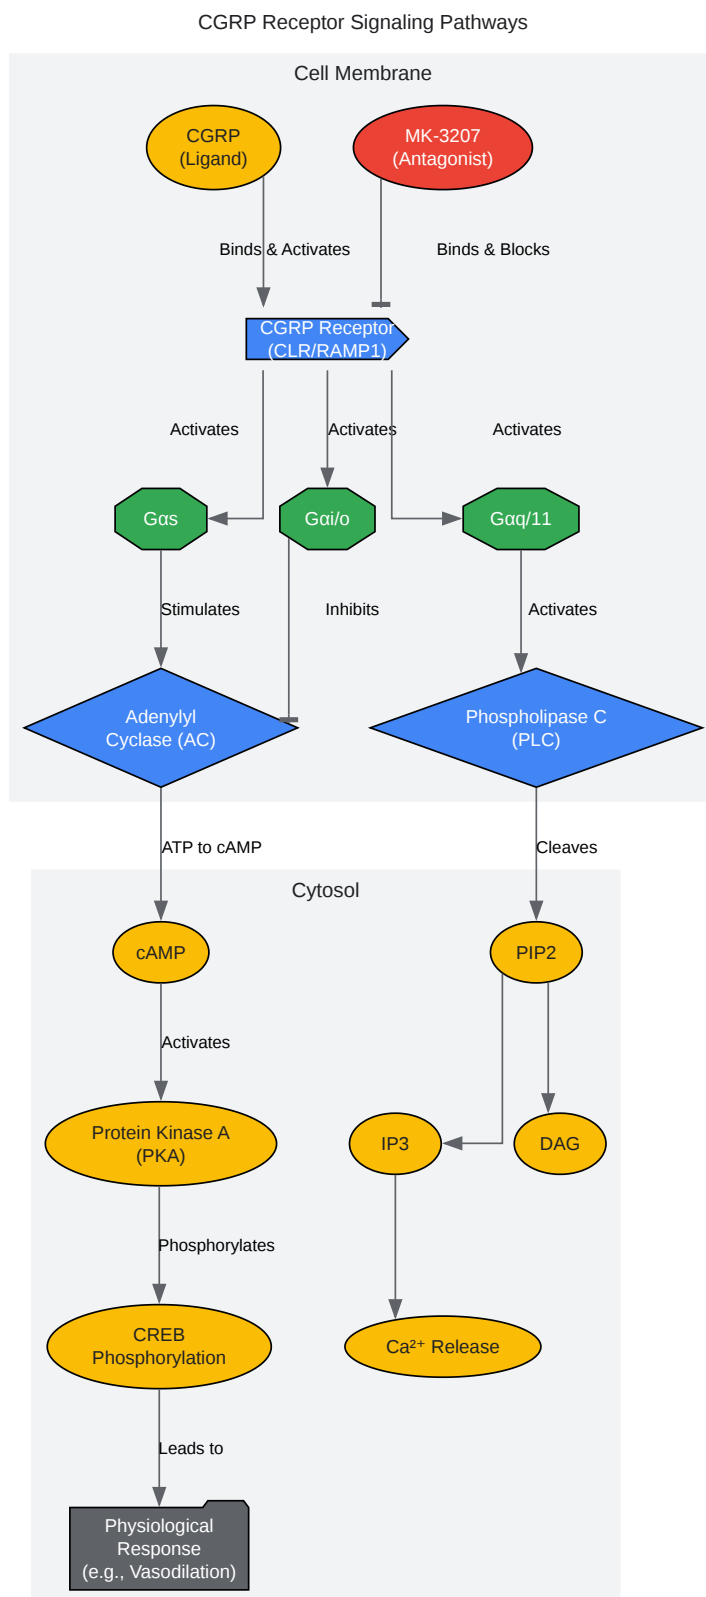 CGRP Receptor Signaling Pathways
Cell Membrane
CGRP
(Ligand)
MK-3207
(Antagonist)
Binds & Activates
Binds & Blocks
CGRP Receptor
(CLR/RAMP1)
Activates
Activates
Activates
Gαs
Gαi/o
Gαq/11
Stimulates
Inhibits
Activates
Adenylyl
Cyclase (AC)
Phospholipase C
(PLC)
ATP to cAMP
Cleaves
Cytosol
cAMP
PIP2
Activates
Protein Kinase A
(PKA)
IP3
DAG
Phosphorylates
CREB
Phosphorylation
Ca²⁺ Release
Leads to
Physiological
Response
(e.g., Vasodilation)